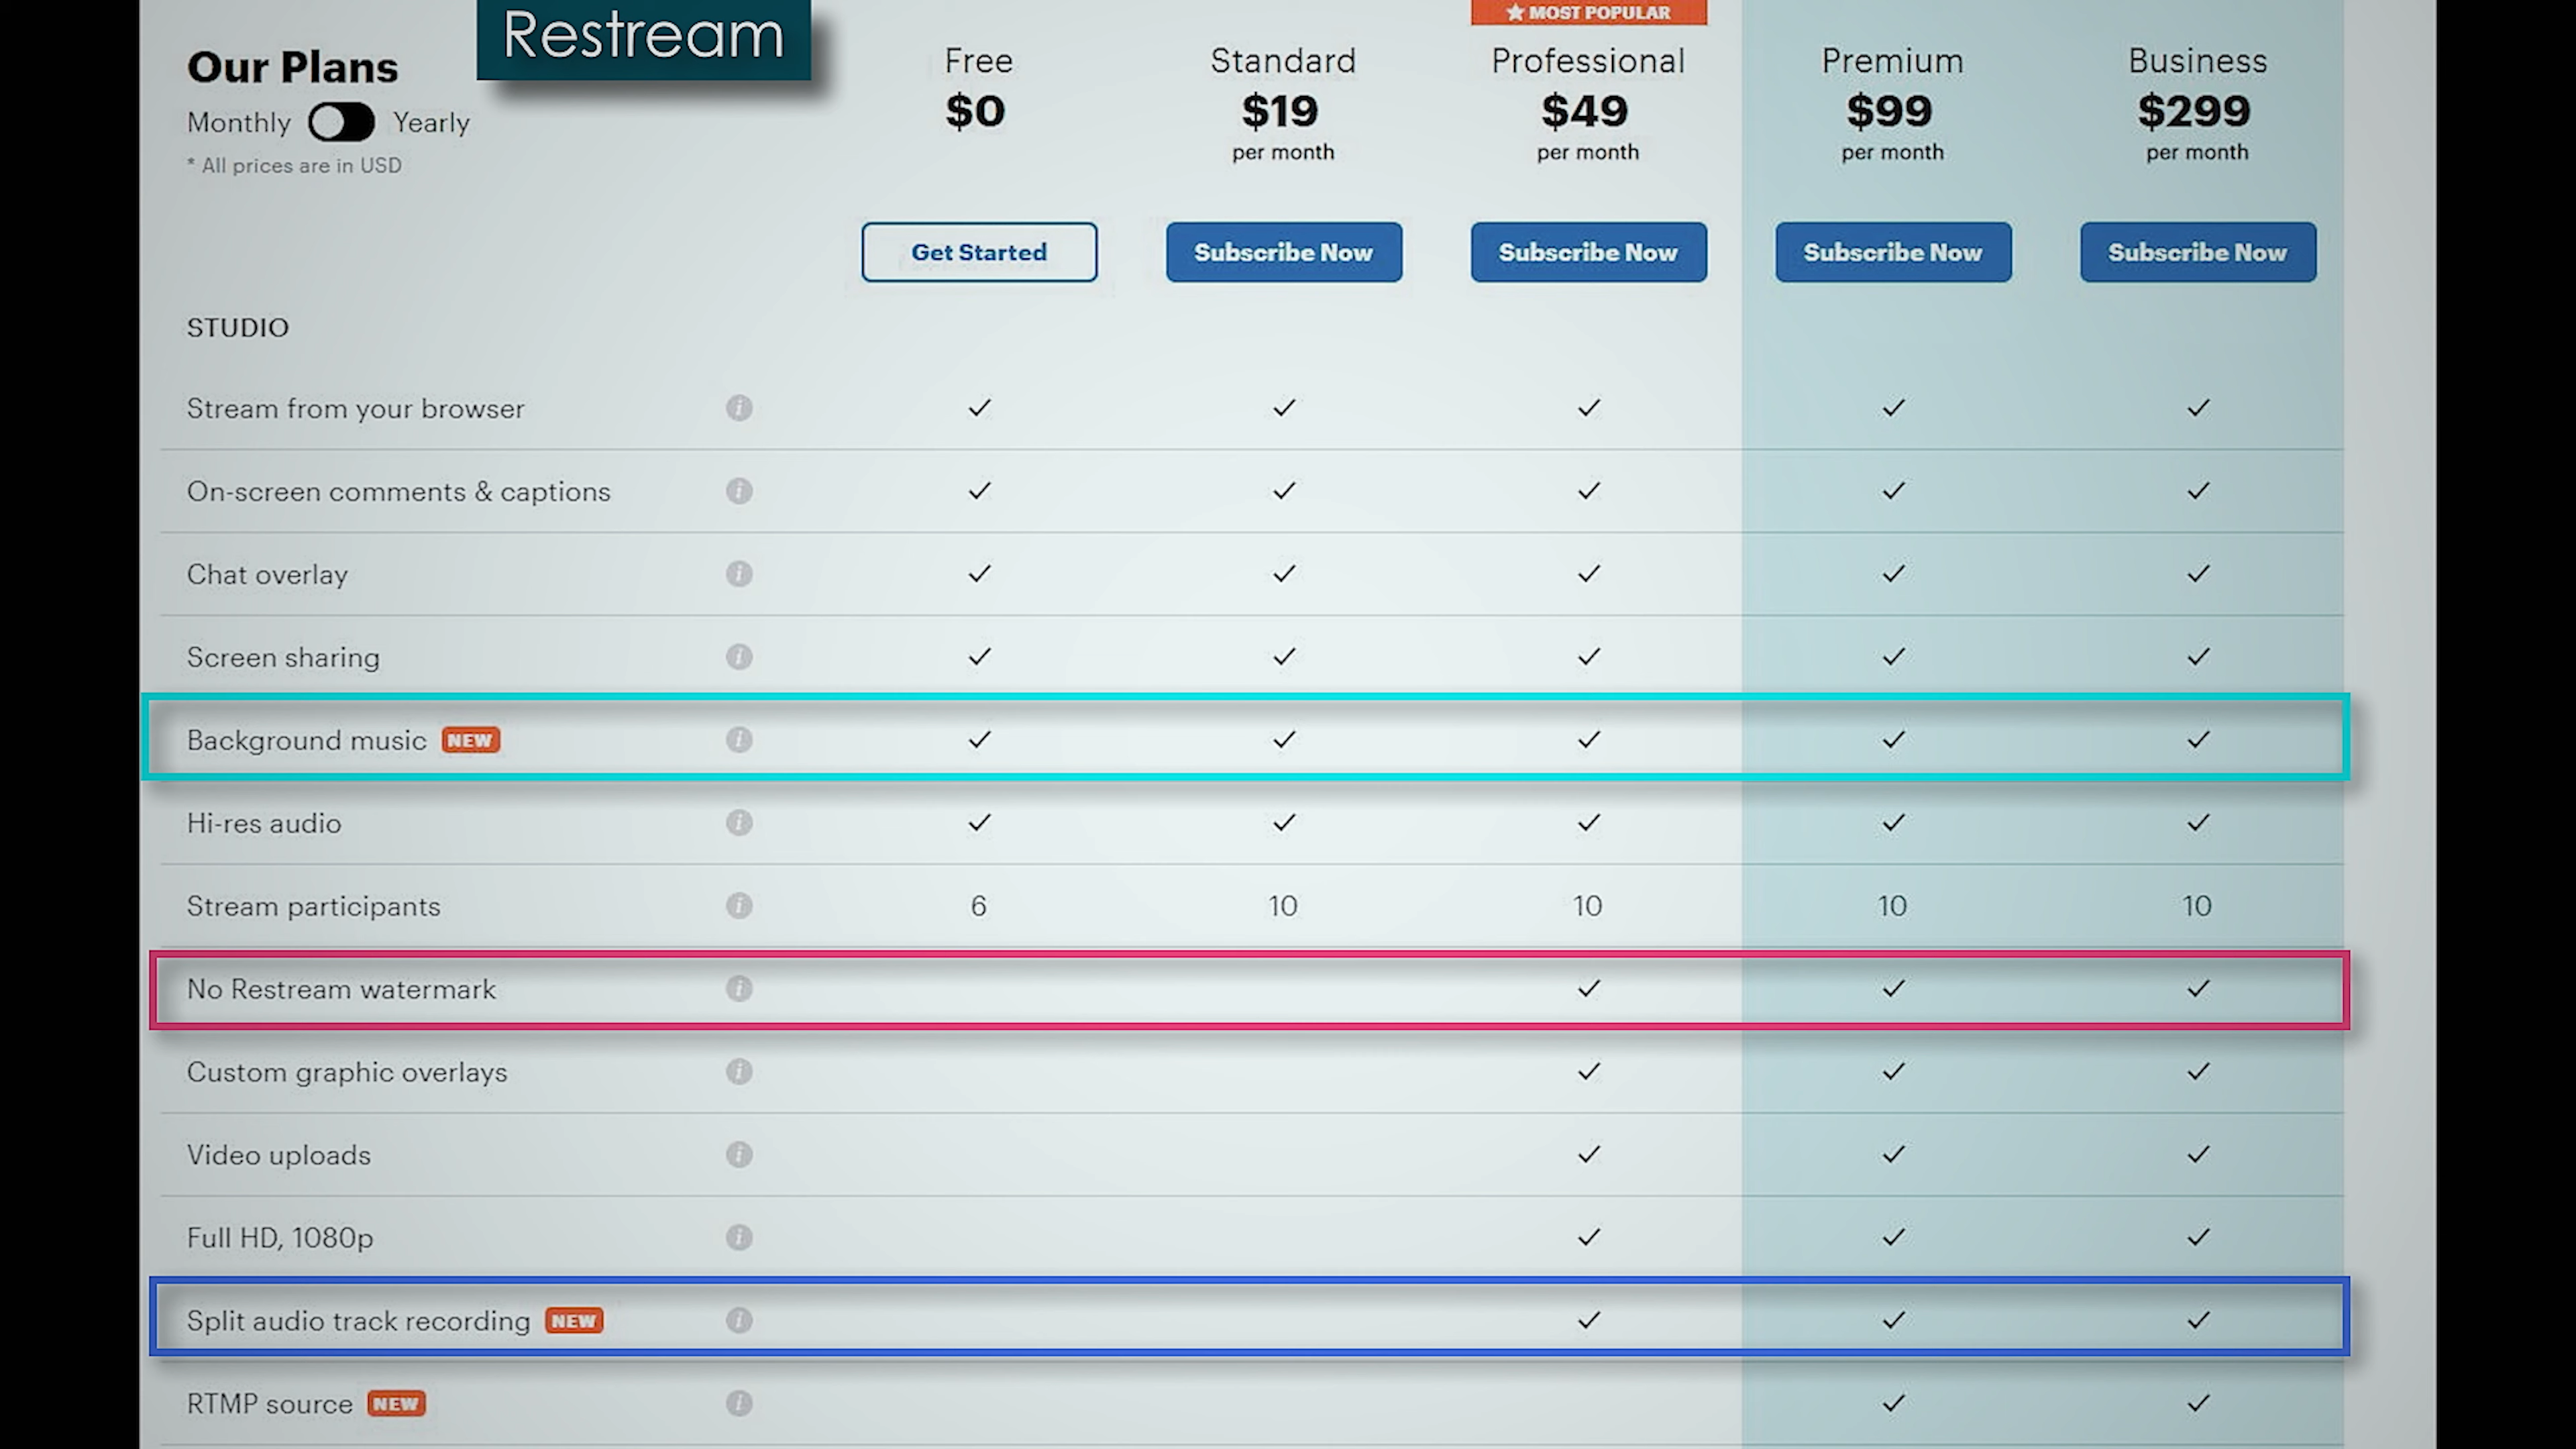 Restream
MOST POPULAR
Our Plans
Monthly Yearly
* All prices are in USD
Free Standard Professional Premium Business
$0 $19 $49 $99 $299
per month per month per month per month
Get Started Subscribe Now Subscribe Now Subscribe Now Subscribe Now
STUDIO
Stream from your browser
On-screen comments & captions
Chat overlay
Screen sharing
Background music NEW
Hi-res audio
Stream participants 6 10 10 10 10
No Restream watermark
Custom graphic overlays
Video uploads
Full HD, 1080p
Split audio track recording NEW
RTMP source NEW